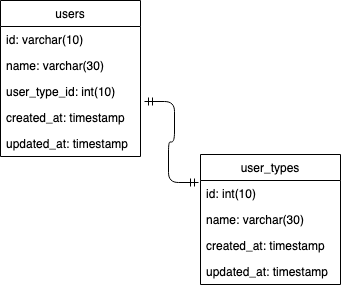 users
id: varchar(10)
name: varchar(30)
user_type_id: int(10)
created_at: timestamp
updated_at: timestamp
user_types
id: int(10)
name: varchar(30)
created_at: timestamp
updated_at: timestamp